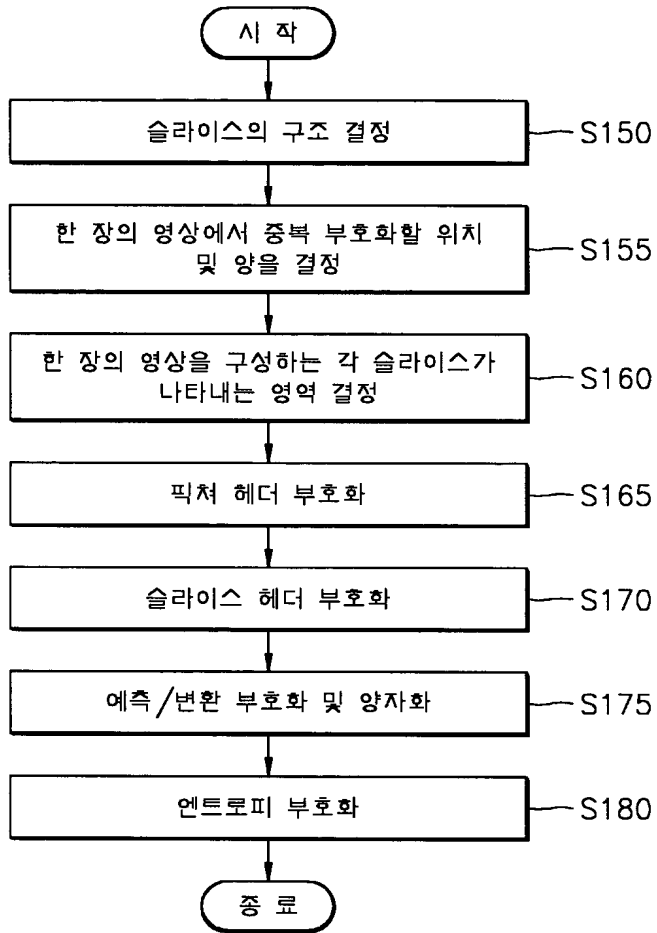 시 작
슬라이스의 구조 결정
S150
한 장의 영상에서 중복 부호화할 위치
및 양을 결정
S155
한 장의 영상을 구성하는 각 슬라이스가
나타내는 영역 결정
S160
픽쳐 헤더 부호화
S165
슬라이스 헤더 부호화
S170
예측/변환 부호화 및 양자화
S175
엔트로피 부호화
S180
종 료